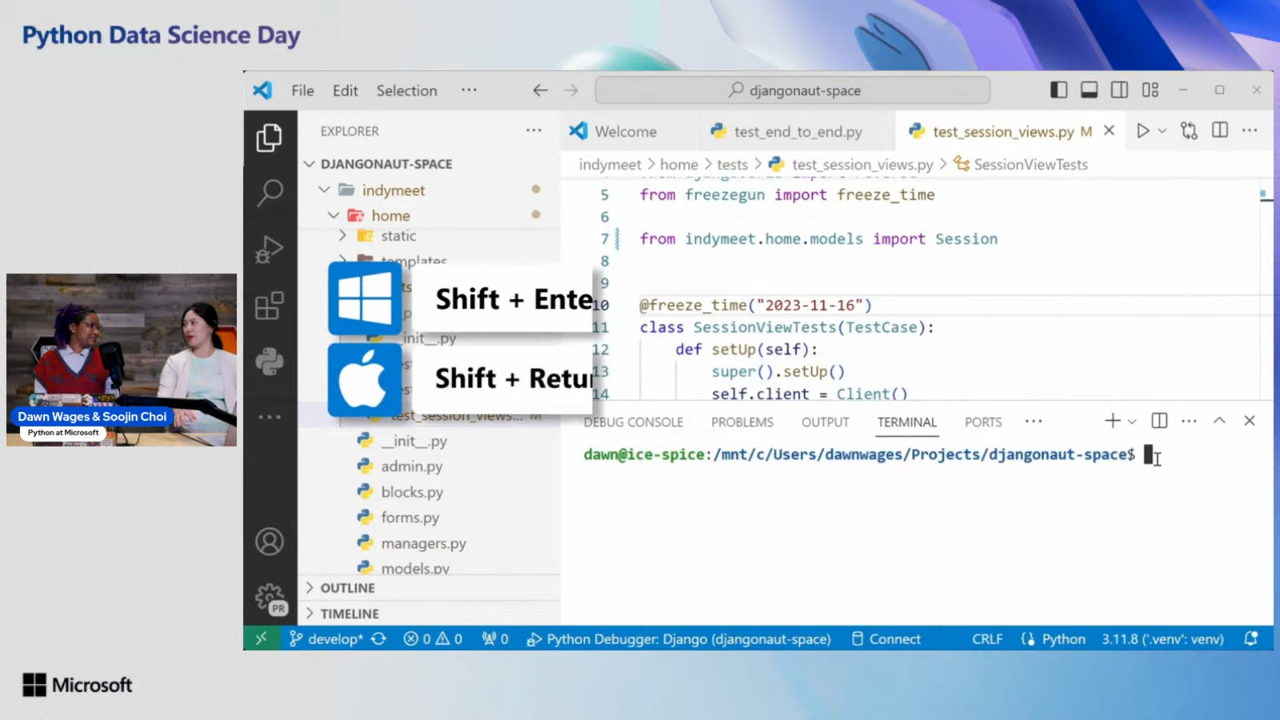 Python Data Science Day
File Edit Selection ··· djangonaut-space
EXPLORER ···
Welcome test_end_to_end.py test_session_views.py M
DJANGONAUT-SPACE
indymeet > home > tests > test_session_views.py > SessionViewTests
indymeet
home
static
5 from freezegun import freeze_time
6
7 from indymeet.home.models import Session
8
9
10 @freeze_time("2023-11-16")
11 class SessionViewTests(TestCase):
12 def setUp(self):
13 super().setUp()
14 self.client = Client()
templates
Shift + Ente
Shift + Retu
test_session_views... M
__init__.py
admin.py
blocks.py
forms.py
managers.py
models.py
OUTLINE
TIMELINE
DEBUG CONSOLE PROBLEMS OUTPUT TERMINAL PORTS ···
dawn@ice-spice:/mnt/c/Users/dawnwages/Projects/djangonaut-space$
PR
develop* 0 0 0 Python Debugger: Django (djangonaut-space) Connect CRLF Python 3.11.8 ('.venv': venv)
Dawn Wages & Soojin Choi
Python at Microsoft
Microsoft